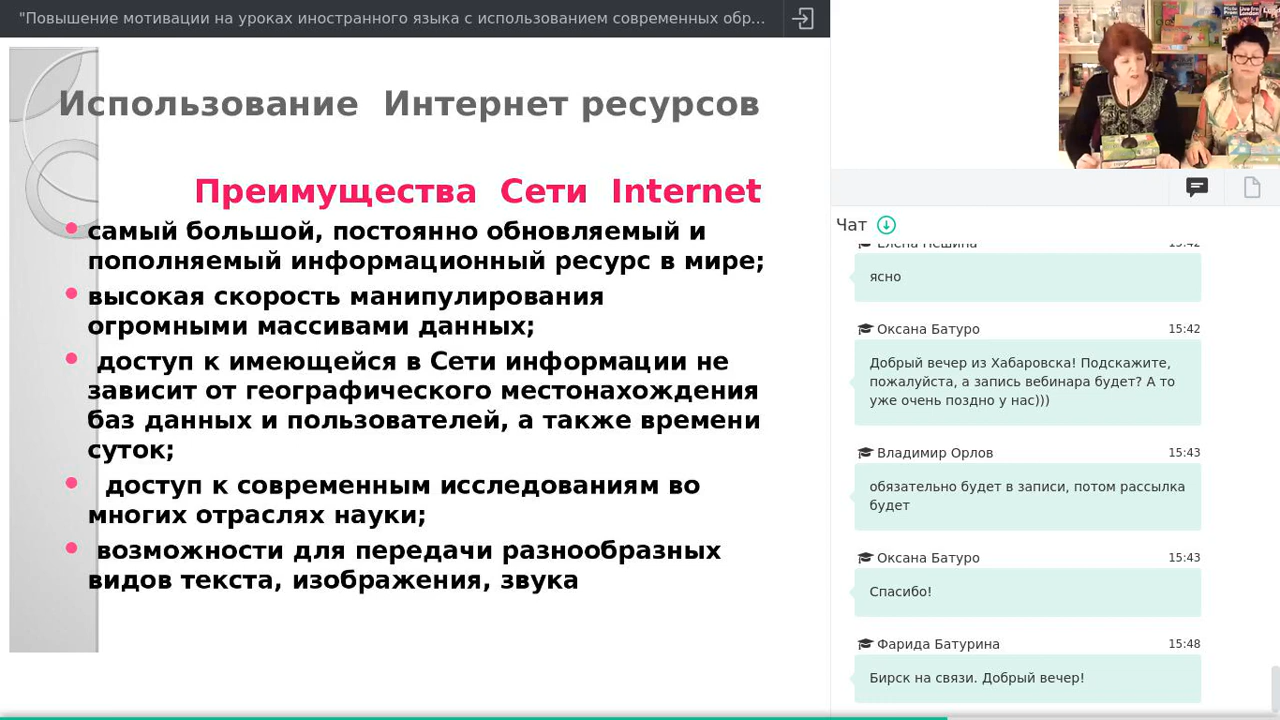 "Повышение мотивации на уроках иностранного языка с использованием современных обр...
Использование Интернет ресурсов
Преимущества Сети Internet
самый большой, постоянно обновляемый и
пополняемый информационный ресурс в мире;
высокая скорость манипулирования
огромными массивами данных;
доступ к имеющейся в Сети информации не
зависит от географического местонахождения
баз данных и пользователей, а также времени
суток;
доступ к современным исследованиям во
многих отраслях науки;
возможности для передачи разнообразных
видов текста, изображения, звука
Чат
ясно
Оксана Батуро 15:42
Добрый вечер из Хабаровска! Подскажите,
пожалуйста, а запись вебинара будет? А то
уже очень поздно у нас)))
Владимир Орлов 15:43
обязательно будет в записи, потом рассылка
будет
Оксана Батуро 15:43
Спасибо!
Фарида Батурина 15:48
Бирск на связи. Добрый вечер!